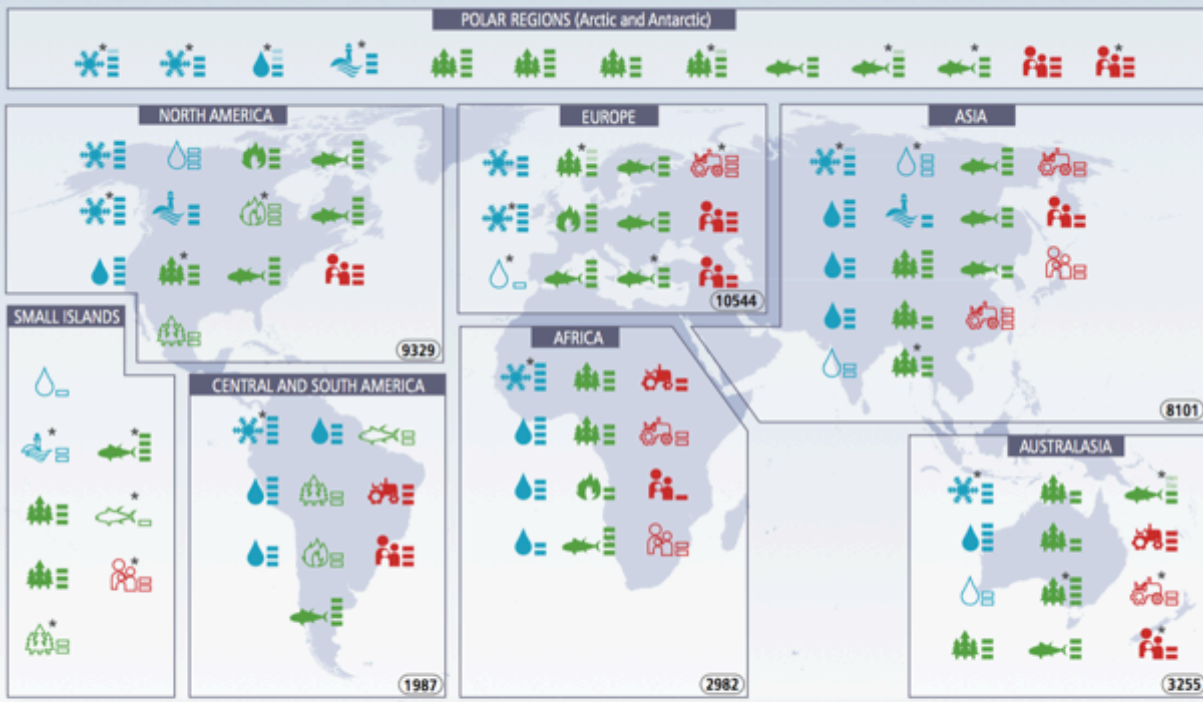 POLAR REGIONS (Arctic and Antarctic)
NORTH AMERICA
EUROPE
ASIA
10544
SMALL ISLANDS
AFRICA
9329
CENTRAL AND SOUTH AMERICA
8101
AUSTRALASIA
1987
2982
3255